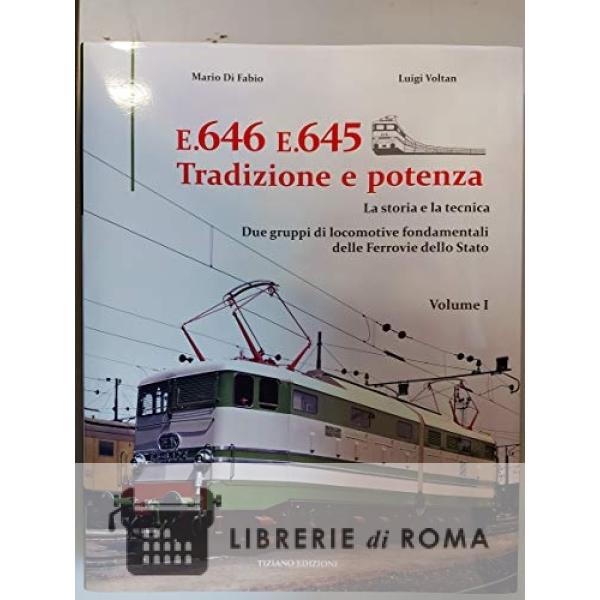 Mario Di Fabio Luigi Voltan
E.646 E.645
Tradizione e potenza
La storia e la tecnica
Due gruppi di locomotive fondamentali
delle Ferrovie dello Stato
Volume I
LIBRERIE di ROMA
TIZIANO EDIZIONI